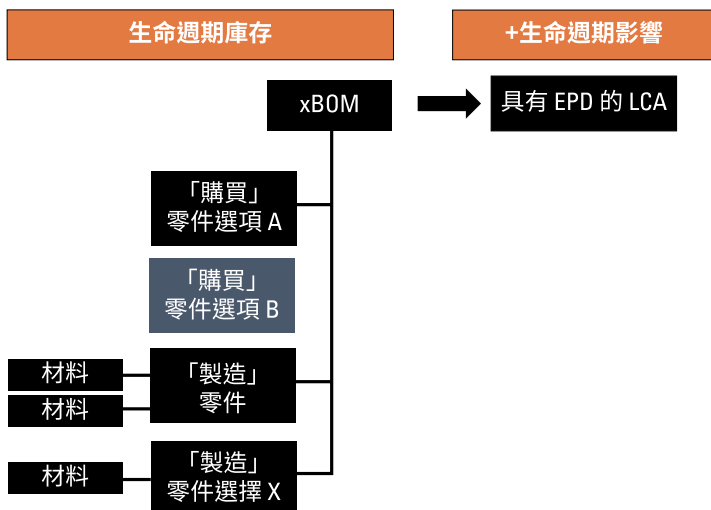 生命週期庫存
+生命週期影響
xBOM
具有 EPD 的 LCA
「購買」
零件選項 A
「購買」
零件選項 B
材料
材料
「製造」
零件
材料
「製造」
零件選擇 X